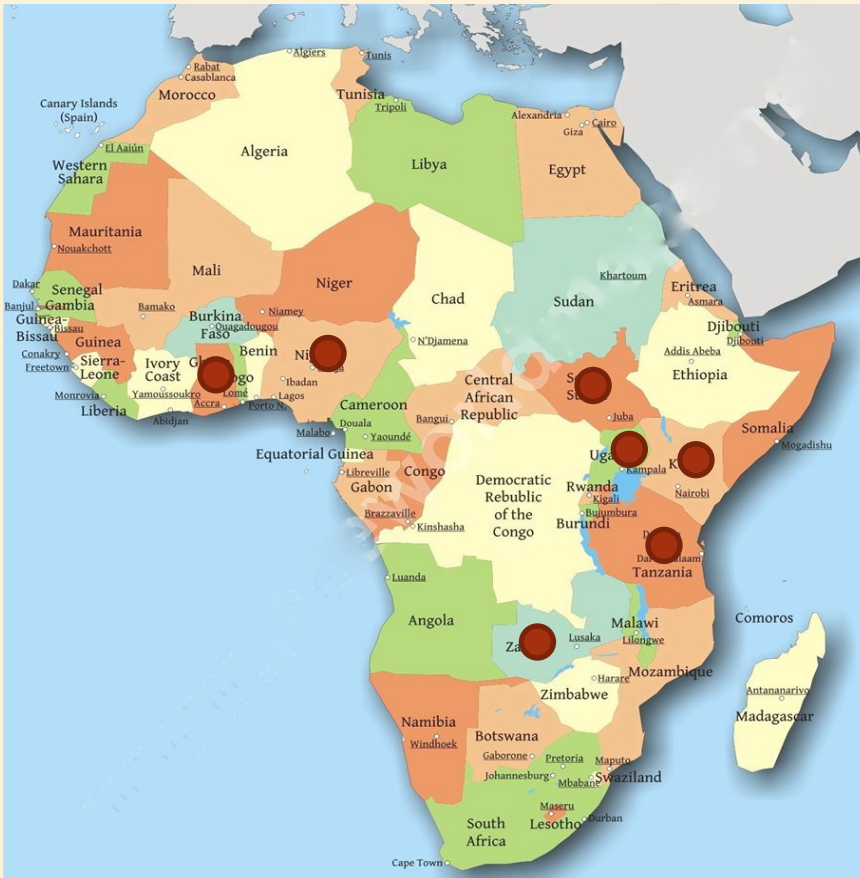 Algiers
Tunis
Rabat
Casablanca
Morocco
Tunisia
Tripoli
Canary Islands
(Spain)
Alexandria
Cairo
Giza
El Aaiún
Western
Sahara
Algeria
Libya
Egypt
Mauritania
Nouakchott
Mali
Niger
Chad
Sudan
Khartoum
Eritrea
Asmara
Dakar
Senegal
Gambia
Banjul
Guinea-
Bissau
Bissau
Bamako
Burkina
Faso
Ouagadougou
Niamey
N'Djamena
Djibouti
Djibouti
Guinea
Conakry
Freetown
Sierra-
Leone
Ivory
Coast
Yamoussoukro
Benin
Ibadan
Lagos
Lomé
Accra
Porto N
Addis Abeba
Ethiopia
Monrovia
Liberia
Abidjan
Central
African
Republic
Bangui
Cameroon
Douala
Malabo
Yaoundé
Equatorial Guinea
Juba
Somalia
Mogadishu
Uga
Kampala
K
Nairobi
Libreville
Gabon
Congo
Democratic
Republic
of the
Congo
Rwanda
Kigali
Bujumbura
Burundi
Brazzaville
Kinshasha
Tanzania
Luanda
Angola
Za
Lusaka
Malawi
Lilongwe
Comoros
Mozambique
Harare
Zimbabwe
Antananarivo
Madagascar
Namibia
Windhoek
Botswana
Gaborone
Pretoria
Maputo
Johannesburg
Mbabane
Swaziland
Maseru
Lesotho
Durban
South
Africa
Cape Town